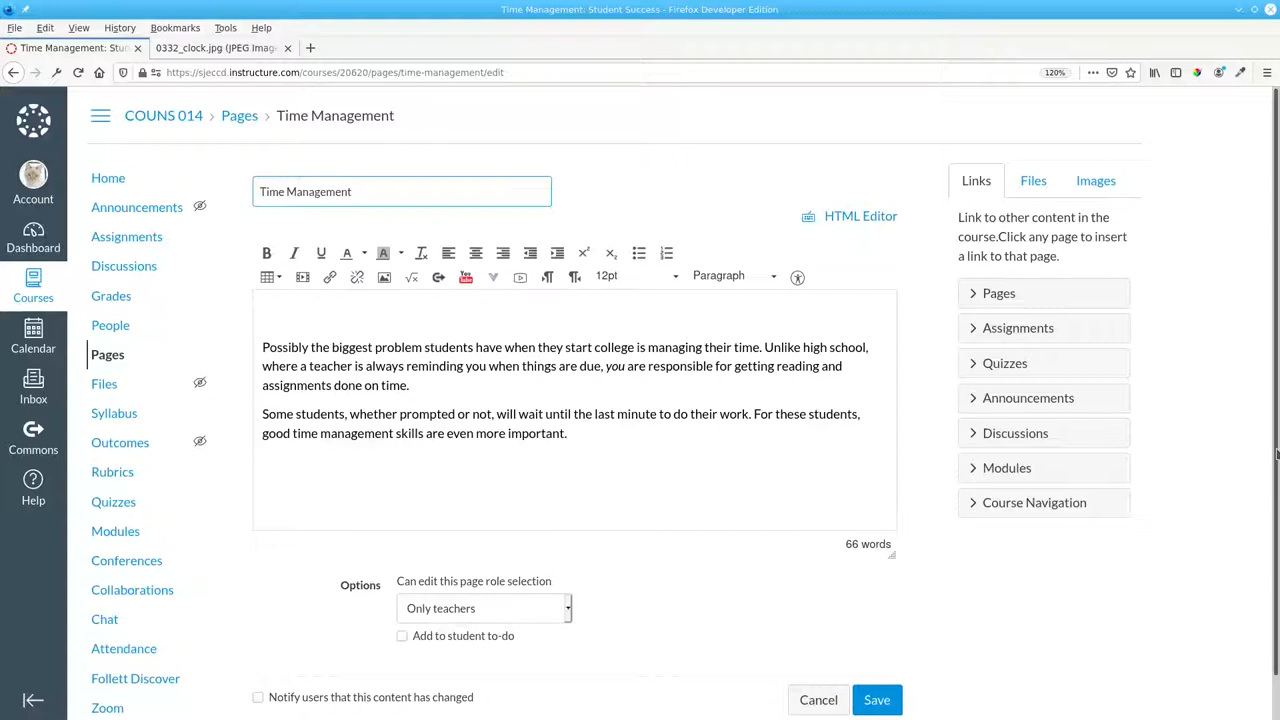 Time Management: Student Success - Firefox Developer Edition
File Edit View History Bookmarks Tools Help
Time Management: Stud
0332_clock.jpg (JPEG Imag
https://sjeccd.instructure.com/courses/20620/pages/time-management/edit
120%
COUNS 014 > Pages > Time Management
Account
Dashboard
Courses
Calendar
Inbox
Commons
Help
Home
Announcements
Assignments
Discussions
Grades
People
Pages
Files
Syllabus
Outcomes
Rubrics
Quizzes
Modules
Conferences
Collaborations
Chat
Attendance
Follett Discover
Zoom
Time Management
HTML Editor
12pt
Paragraph
Possibly the biggest problem students have when they start college is managing their time. Unlike high school,
where a teacher is always reminding you when things are due, you are responsible for getting reading and
assignments done on time.
Some students, whether prompted or not, will wait until the last minute to do their work. For these students,
good time management skills are even more important.
66 words
Options
Can edit this page role selection
Only teachers
Add to student to-do
Notify users that this content has changed
Cancel
Save
Links
Files
Images
Link to other content in the
course.Click any page to insert
a link to that page.
Pages
Assignments
Quizzes
Announcements
Discussions
Modules
Course Navigation